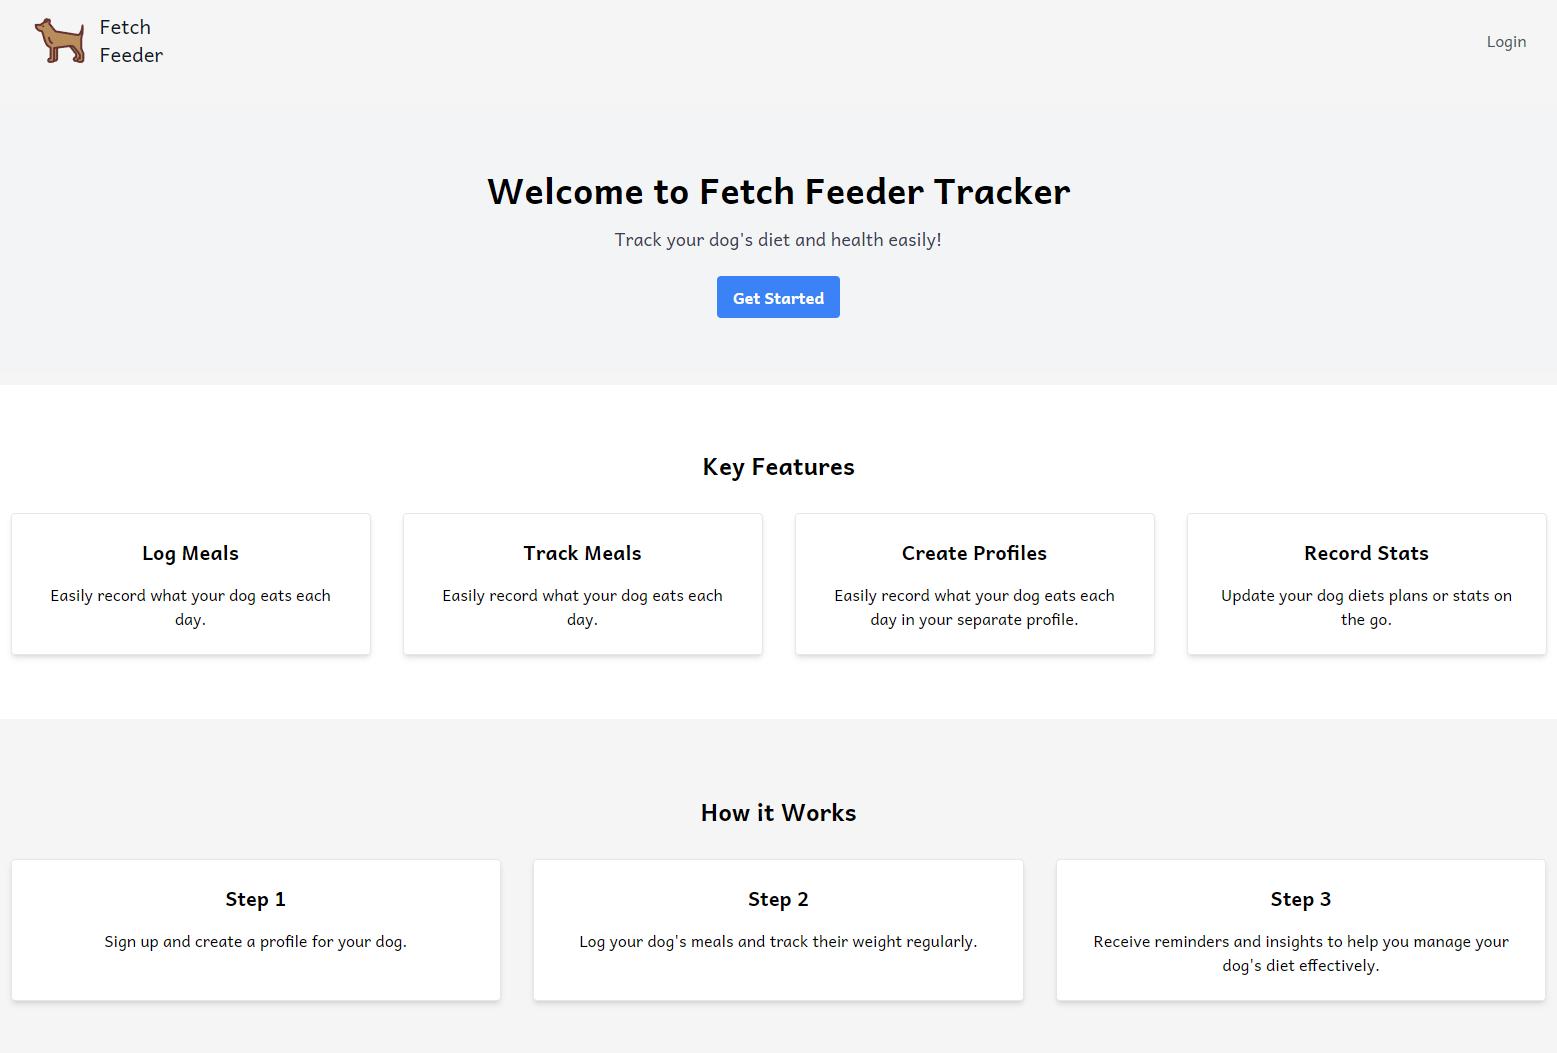 Fetch
Feeder
Login
Welcome to Fetch Feeder Tracker
Track your dog's diet and health easily!
Get Started
Key Features
Log Meals
Easily record what your dog eats each
day.
Track Meals
Easily record what your dog eats each
day.
Create Profiles
Easily record what your dog eats each
day in your separate profile.
Record Stats
Update your dog diets plans or stats on
the go.
How it Works
Step 1
Sign up and create a profile for your dog.
Step 2
Log your dog's meals and track their weight regularly.
Step 3
Receive reminders and insights to help you manage your
dog's diet effectively.